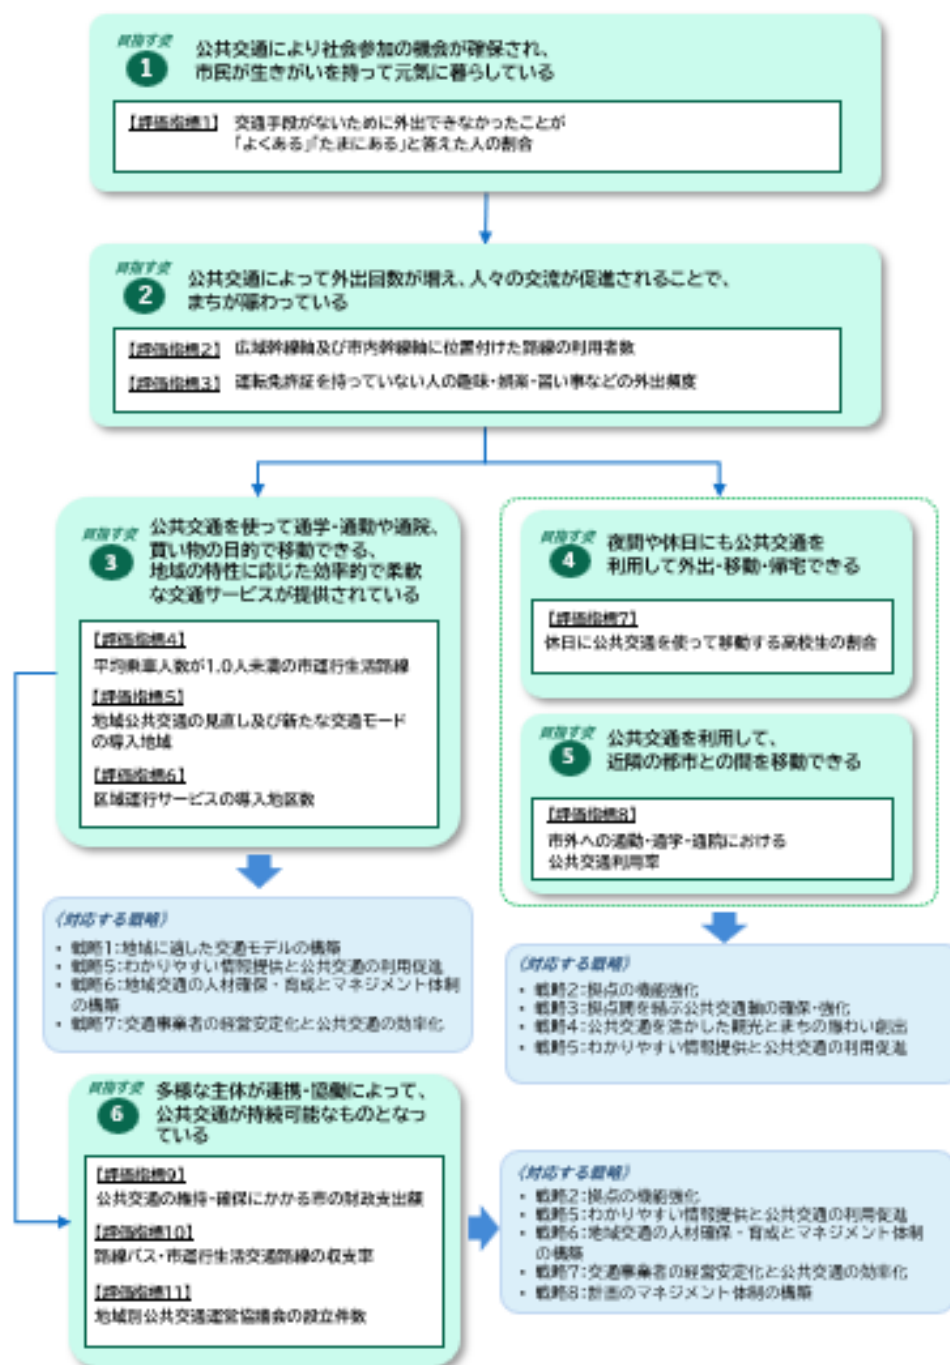 目指す姿
1
公共交通により社会参加の機会が確保され、
市民が生きがいを持って元気に暮らしている
【評価指標1】 交通手段がないために外出できなかったことが
「よくある」「たまにある」と答えた人の割合
目指す姿
2
公共交通によって外出回数が増え、人々の交流が促進されることで、
まちが賑わっている
【評価指標2】 広域幹線軸及び市内幹線軸に位置付けた路線の利用者数
【評価指標3】 運転免許証を持っていない人の趣味・娯楽・習い事などの外出頻度
目指す姿
3
公共交通を使って通学・通勤や通院、
買い物の目的で移動できる、
地域の特性に応じた効率的で柔軟
な交通サービスが提供されている
【評価指標4】
平均乗車人数が1.0人未満の市運行生活路線
【評価指標5】
地域公共交通の見直し及び新たな交通モード
の導入地域
【評価指標6】
区域運行サービスの導入地区数
目指す姿
4
夜間や休日にも公共交通を
利用して外出・移動・帰宅できる
【評価指標7】
休日に公共交通を使って移動する高校生の割合
目指す姿
5
公共交通を利用して、
近隣の都市との間を移動できる
【評価指標8】
市外への通勤・通学・通院における
公共交通利用率
〈対応する戦略〉
• 戦略1:地域に適した交通モデルの構築
• 戦略5:わかりやすい情報提供と公共交通の利用促進
• 戦略6:地域交通の人材確保・育成とマネジメント体制
の構築
• 戦略7:交通事業者の経営安定化と公共交通の効率化
〈対応する戦略〉
• 戦略2:拠点の機能強化
• 戦略3:拠点間を結ぶ公共交通軸の確保・強化
• 戦略4:公共交通を活かした観光とまちの賑わい創出
• 戦略5:わかりやすい情報提供と公共交通の利用促進
目指す姿
6
多様な主体が連携・協働によって、
公共交通が持続可能なものとなっ
ている
【評価指標9】
公共交通の維持・確保にかかる市の財政支出額
【評価指標10】
路線バス・市運行生活交通路線の収支率
【評価指標11】
地域別公共交通運営協議会の設立件数
〈対応する戦略〉
• 戦略2:拠点の機能強化
• 戦略5:わかりやすい情報提供と公共交通の利用促進
• 戦略6:地域交通の人材確保・育成とマネジメント体制
の構築
• 戦略7:交通事業者の経営安定化と公共交通の効率化
• 戦略8:計画のマネジメント体制の構築